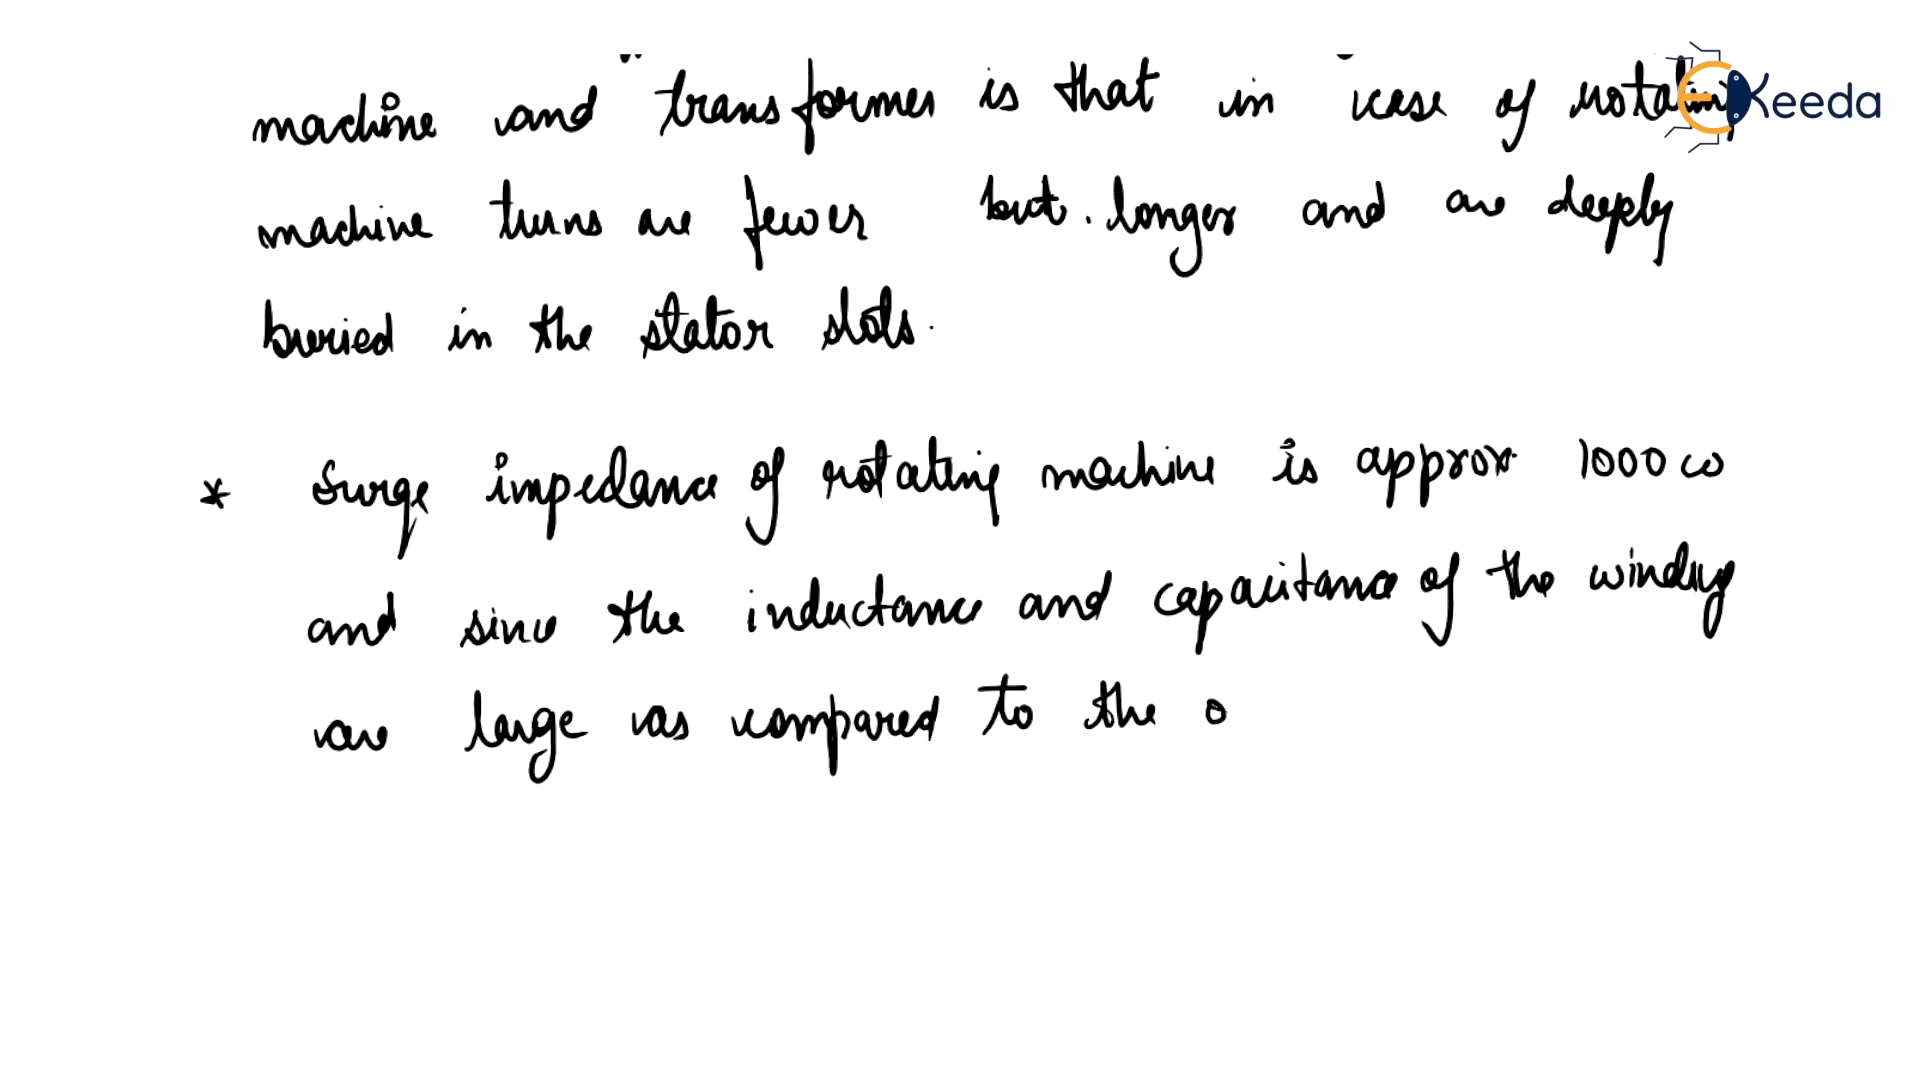 machine and transformer is that in case of rotating
Keeda
machine turns are fewer but longer and are deeply
buried in the stator slots.
* Surge impedance of rotating machine is approx 1000 ω
and since the inductance and capacitance of the winding
are large as compared to the o